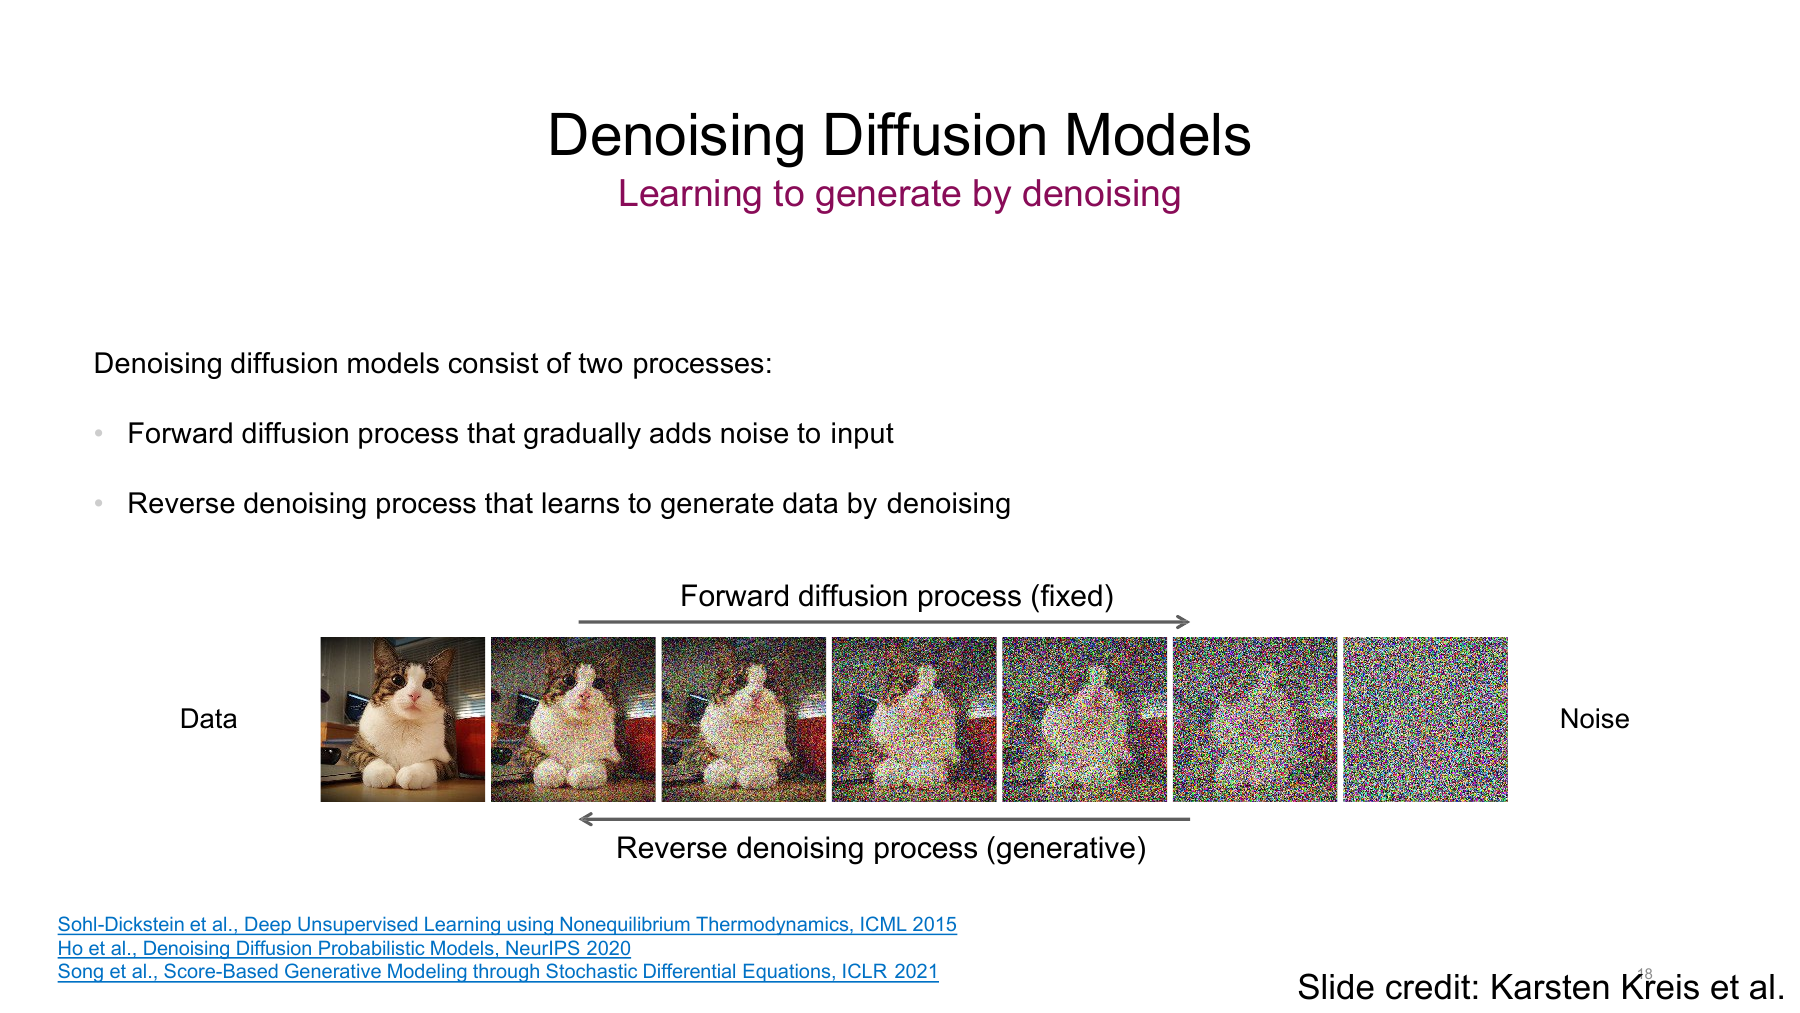 Denoising Diffusion Models
Learning to generate by denoising
Denoising diffusion models consist of two processes:
• Forward diffusion process that gradually adds noise to input
• Reverse denoising process that learns to generate data by denoising
Forward diffusion process (fixed)
Data
Noise
Reverse denoising process (generative)
Sohl-Dickstein et al., Deep Unsupervised Learning using Nonequilibrium Thermodynamics, ICML 2015
Ho et al., Denoising Diffusion Probabilistic Models, NeurIPS 2020
Song et al., Score-Based Generative Modeling through Stochastic Differential Equations, ICLR 2021
18
Slide credit: Karsten Kreis et al.